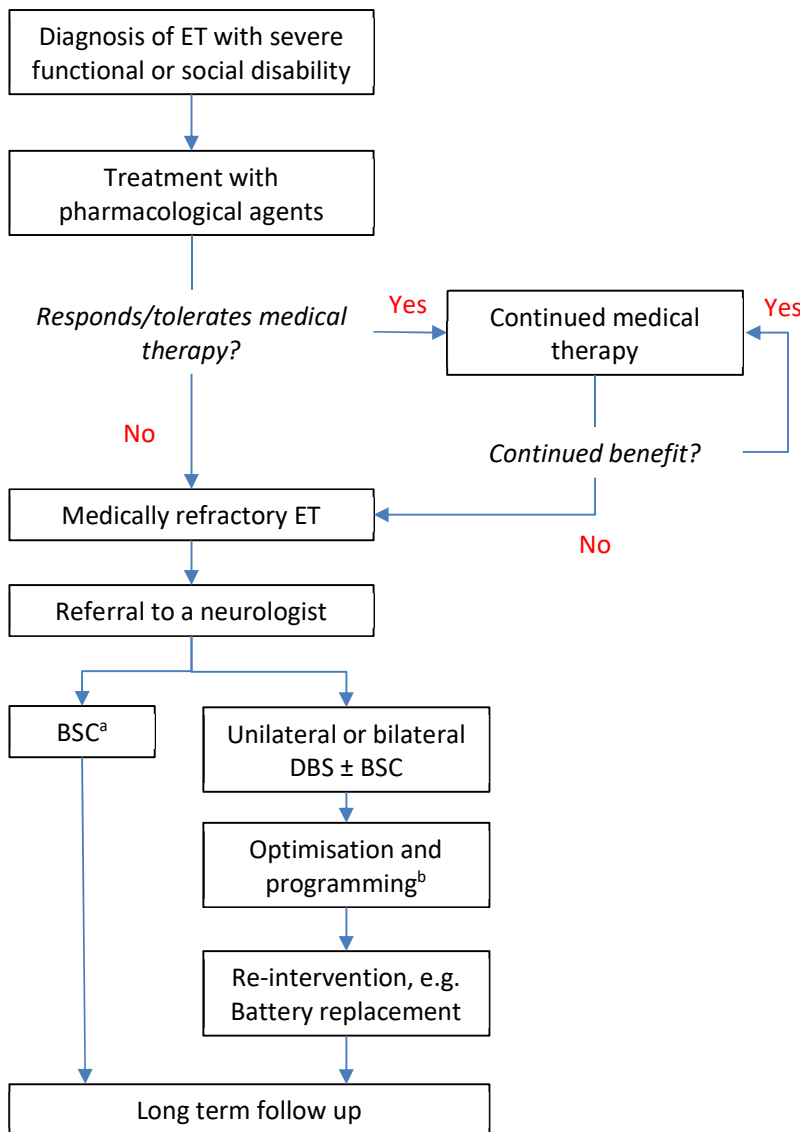 Diagnosis of ET with severe
functional or social disability
Treatment with
pharmacological agents
Responds/tolerates medical
therapy?
Yes
Continued medical
therapy
Yes
No
Continued benefit?
Medically refractory ET
No
Referral to a neurologist
BSCᵃ
Unilateral or bilateral
DBS ± BSC
Optimisation and
programmingᵇ
Re-intervention, e.g.
Battery replacement
Long term follow up